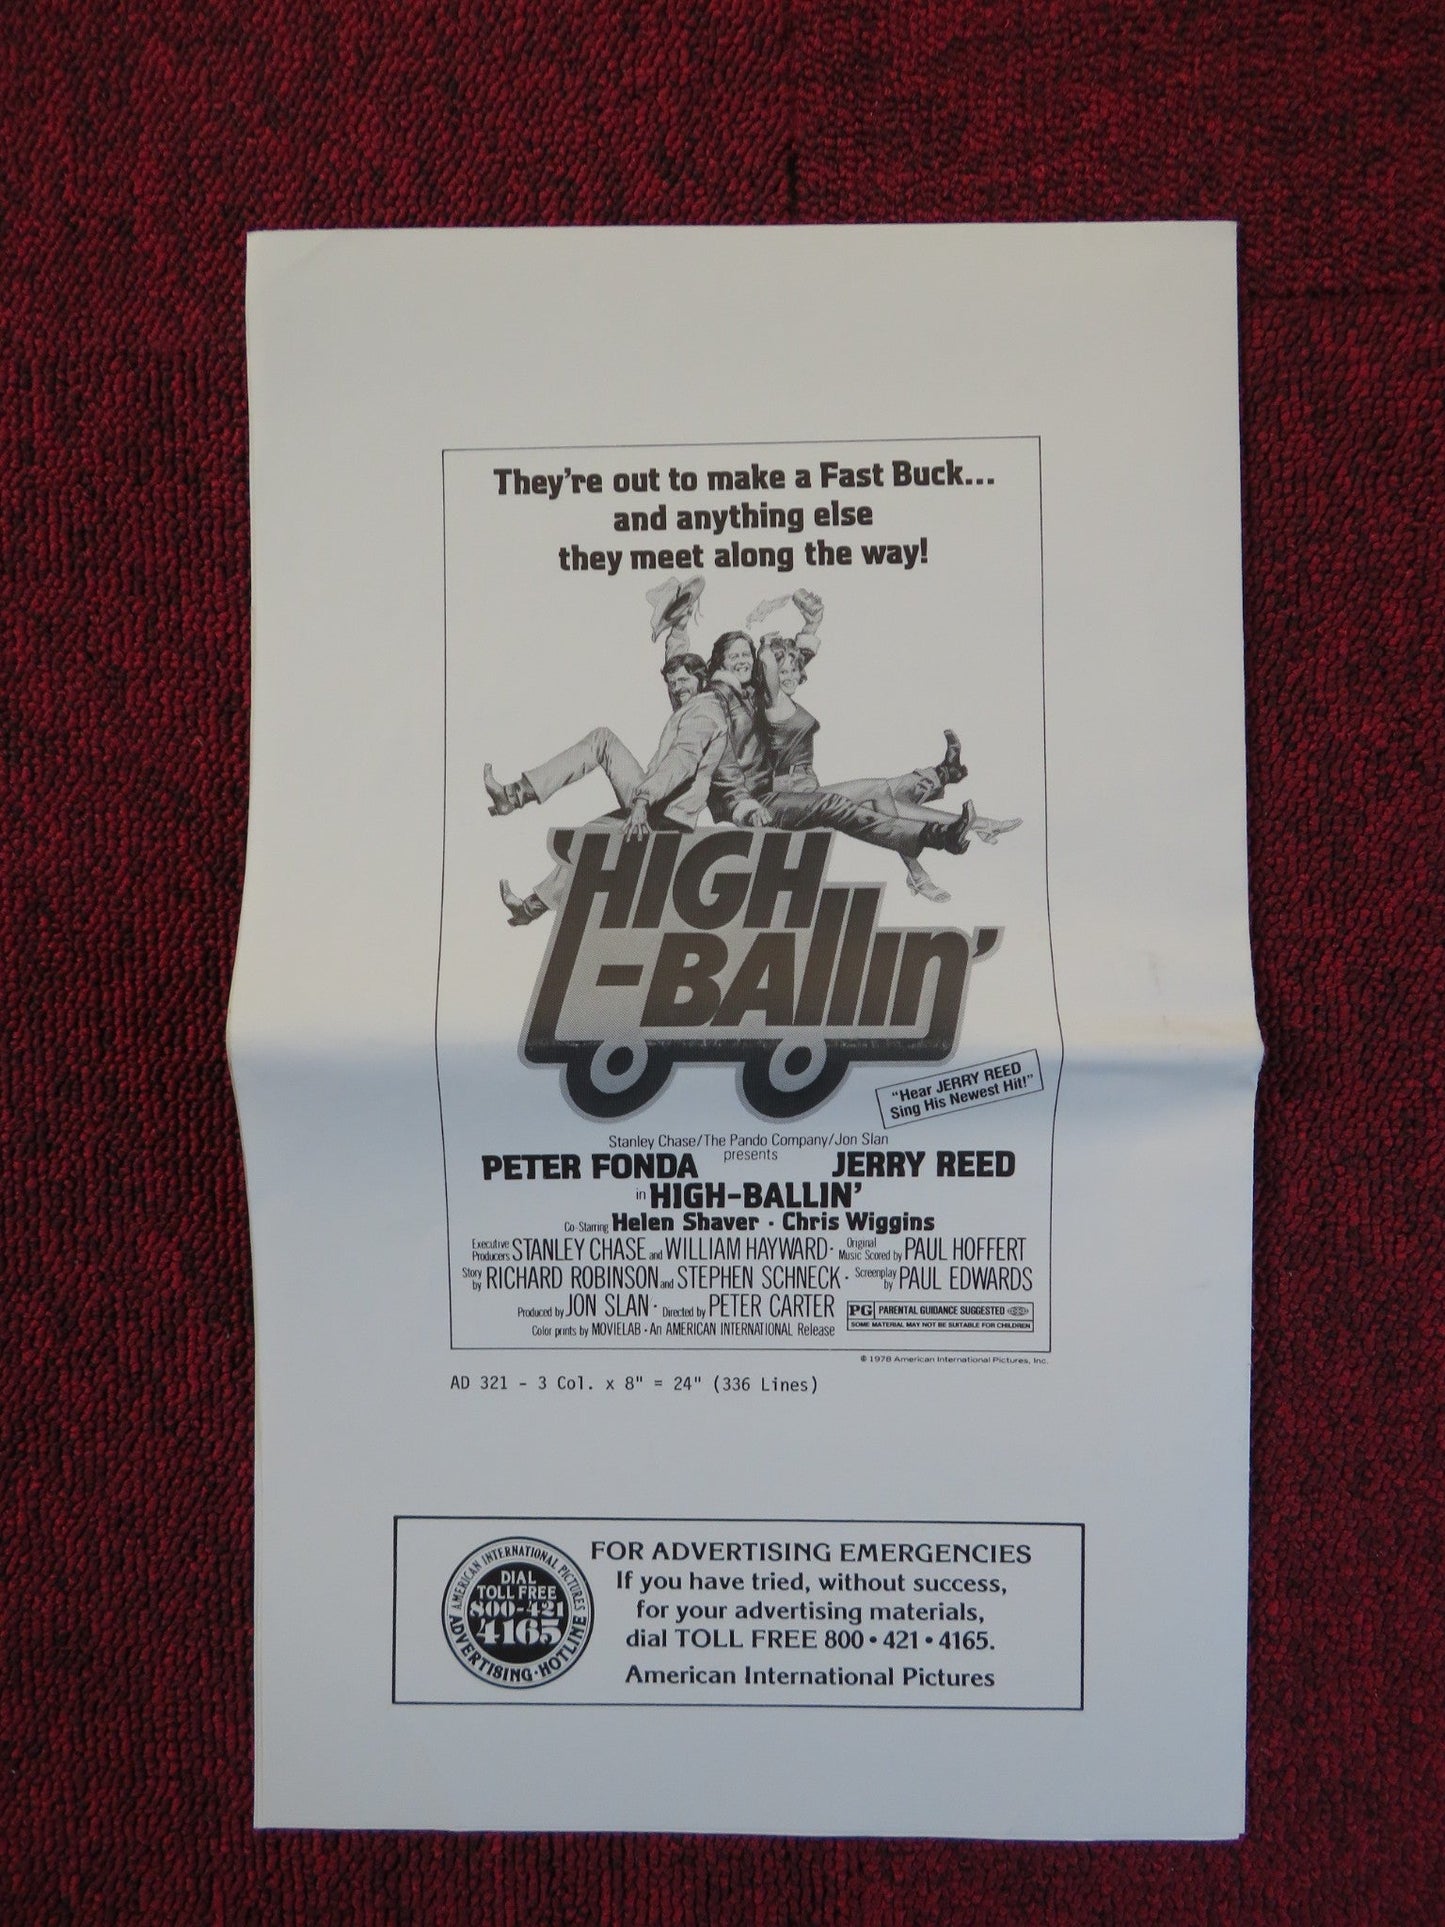 They're out to make a Fast Buck...
and anything else
they meet along the way!
'HIGH
-BAllIN'
"Hear JERRY REED
Sing His Newest Hit!"
Stanley Chase/The Pando Company/Jon Slan
presents
PETER FONDA JERRY REED
in HIGH-BALLIN'
Co-Starring Helen Shaver · Chris Wiggins
Executive Producers STANLEY CHASE and WILLIAM HAYWARD · Original Music Scored by PAUL HOFFERT
Story by RICHARD ROBINSON and STEPHEN SCHNECK · Screenplay by PAUL EDWARDS
Produced by JON SLAN · Directed by PETER CARTER
Color prints by MOVIELAB · An AMERICAN INTERNATIONAL Release
PG PARENTAL GUIDANCE SUGGESTED
SOME MATERIAL MAY NOT BE SUITABLE FOR CHILDREN
© 1978 American International Pictures, Inc.
AD 321 - 3 Col. x 8" = 24" (336 Lines)
AMERICAN INTERNATIONAL PICTURES
DIAL
TOLL FREE
800-421
4165
ADVERTISING · HOTLINE
FOR ADVERTISING EMERGENCIES
If you have tried, without success,
for your advertising materials,
dial TOLL FREE 800 • 421 • 4165.
American International Pictures